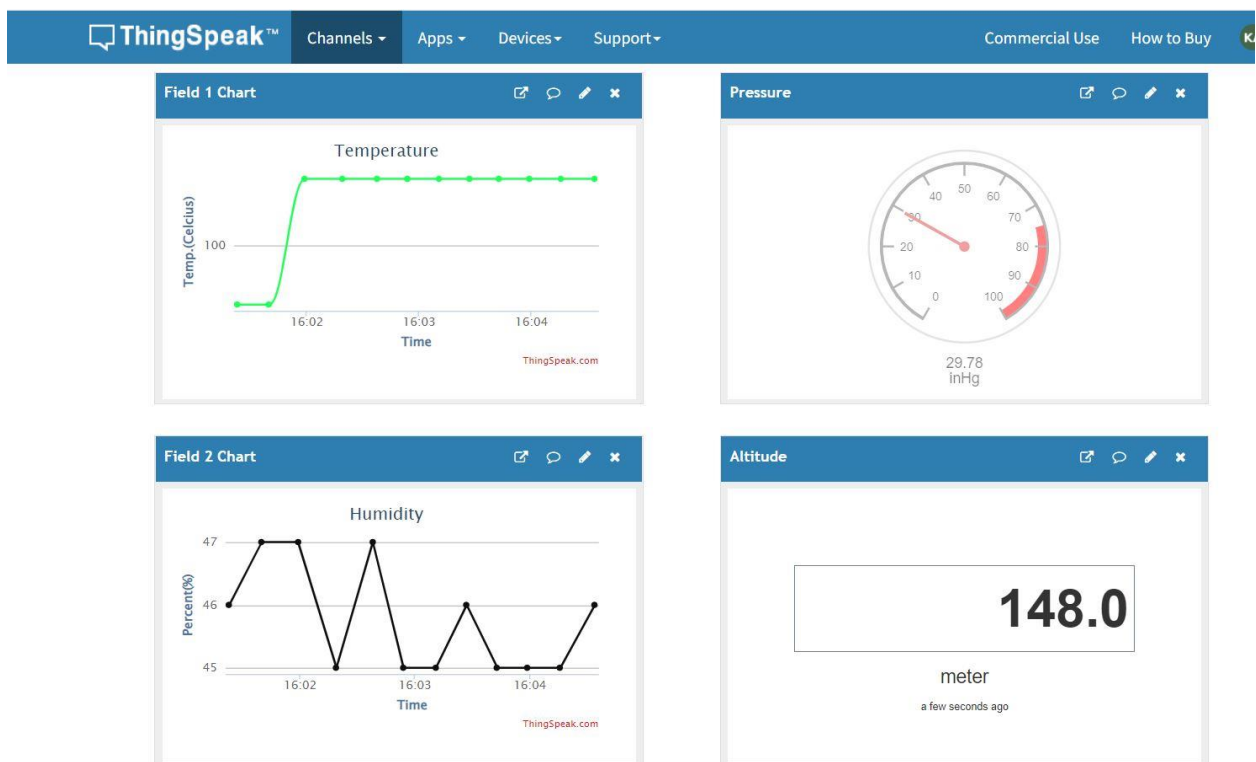 ThingSpeak™ Channels Apps Devices Support Commercial Use How to Buy
Field 1 Chart
Temperature
Temp.(Celcius)
100
16:02 16:03 16:04
Time
ThingSpeak.com
Pressure
0 10 20 30 40 50 60 70 80 90 100
29.78
inHg
Field 2 Chart
Humidity
Percent(%)
47
46
45
16:02 16:03 16:04
Time
ThingSpeak.com
Altitude
148.0
meter
a few seconds ago